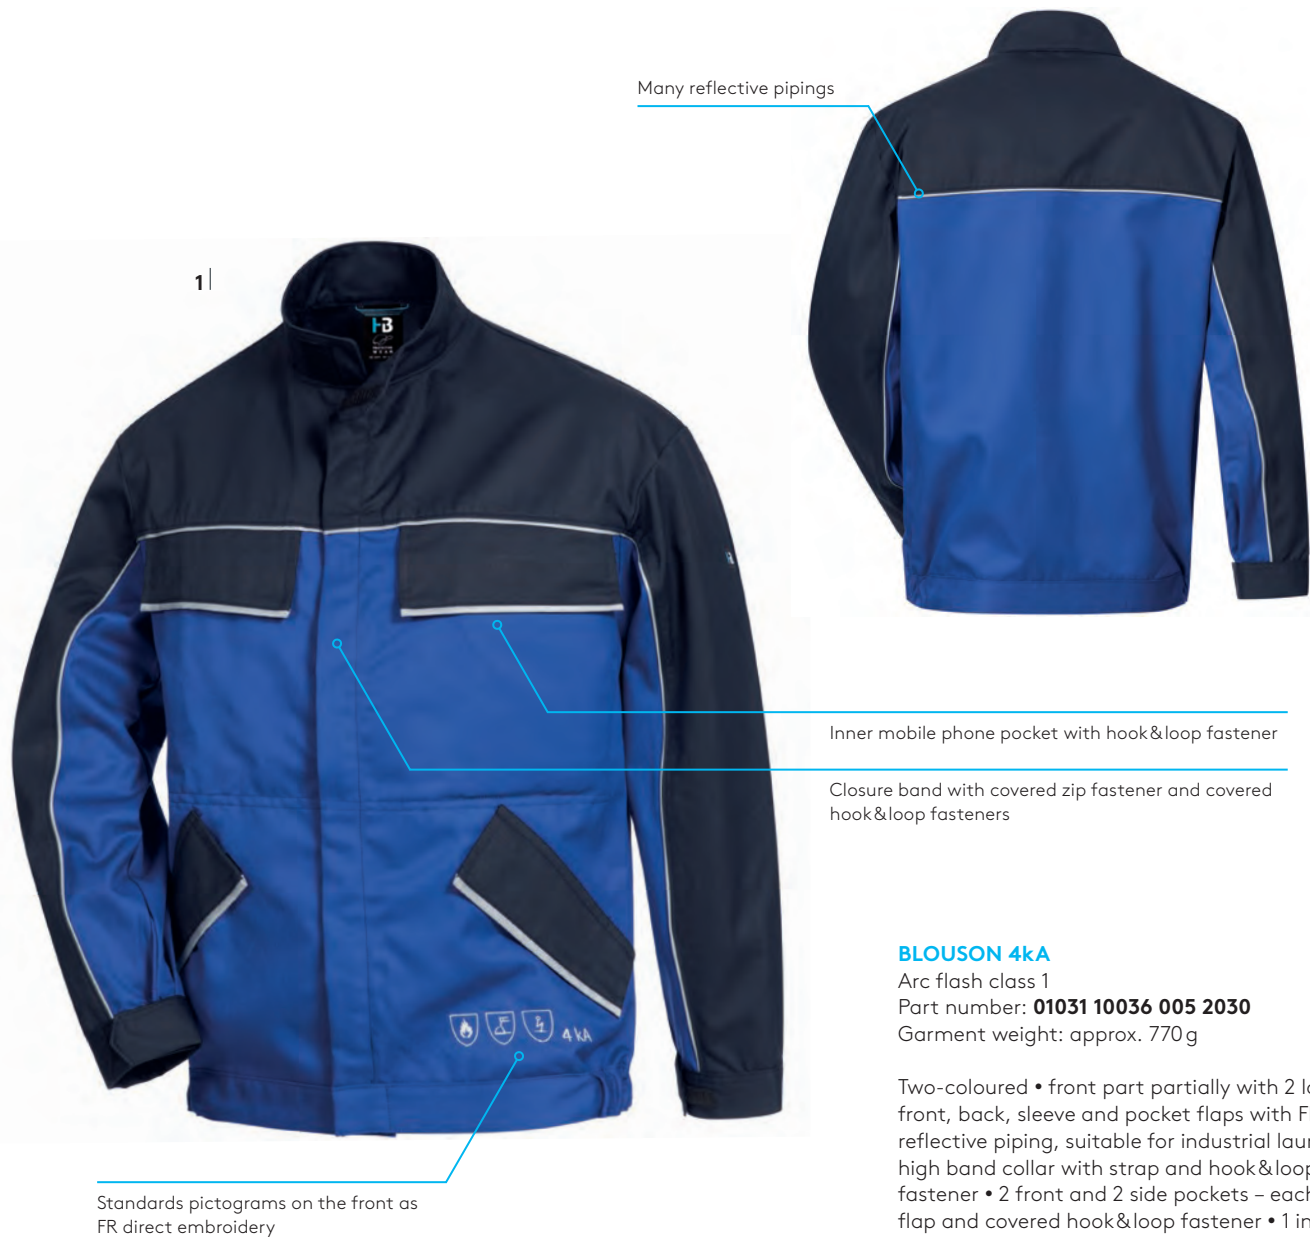 Many reflective pipings
1
HB
4 kA
Inner mobile phone pocket with hook&loop fastener
Closure band with covered zip fastener and covered
hook&loop fasteners
Standards pictograms on the front as
FR direct embroidery
BLOUSON 4kA
Arc flash class 1
Part number: 01031 10036 005 2030
Garment weight: approx. 770 g
Two-coloured • front part partially with 2
front, back, sleeve and pocket flaps with
reflective piping, suitable for industrial
high band collar with strap and hook&loop
fastener • 2 front and 2 side pockets – each
flap and covered hook&loop fastener • 1